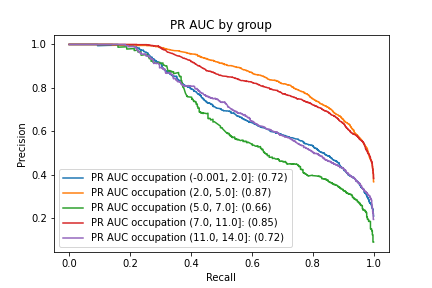 PR AUC by group
Precision
1.0
0.8
0.6
0.4
0.2
PR AUC occupation (-0.001, 2.0]: (0.72)
PR AUC occupation (2.0, 5.0]: (0.87)
PR AUC occupation (5.0, 7.0]: (0.66)
PR AUC occupation (7.0, 11.0]: (0.85)
PR AUC occupation (11.0, 14.0]: (0.72)
0.0 0.2 0.4 0.6 0.8 1.0
Recall